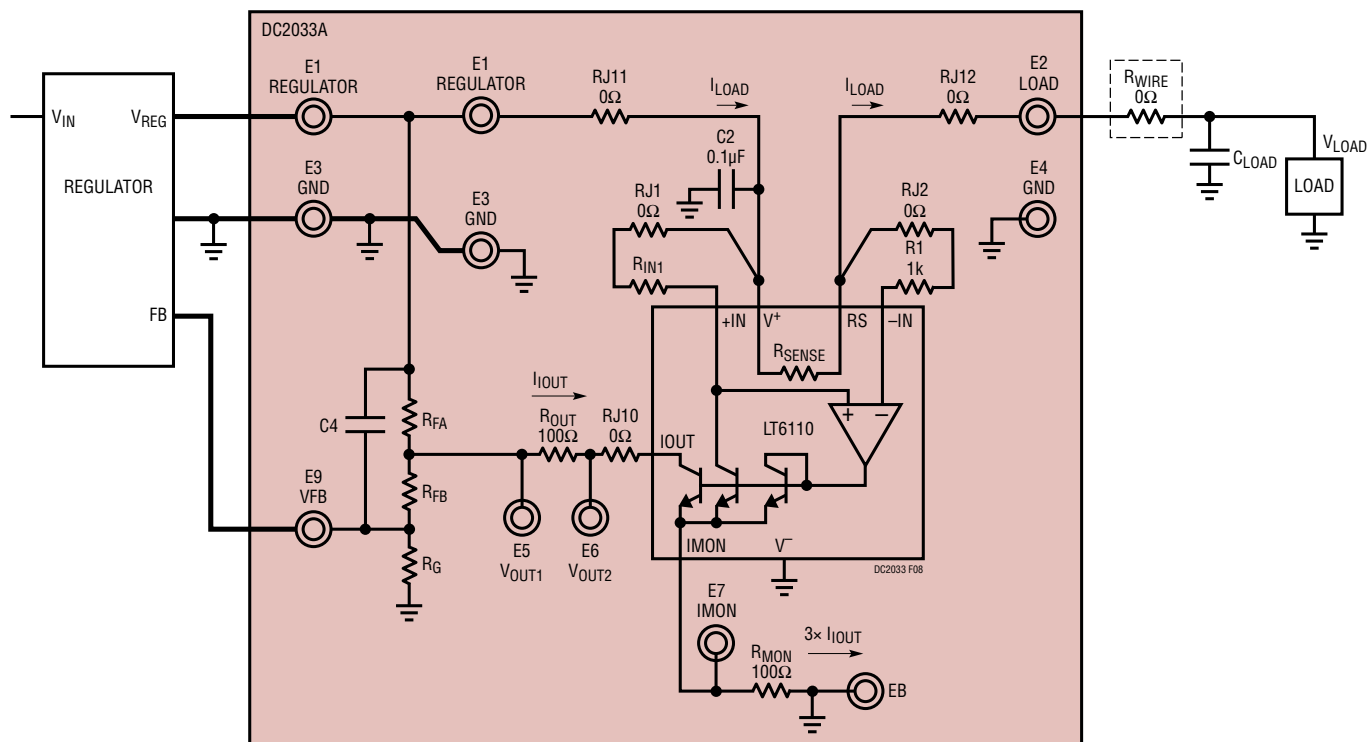 DC2033A
E1
REGULATOR
E1
REGULATOR
RJ11
0Ω
ILOAD
ILOAD
RJ12
0Ω
E2
LOAD
RWIRE
0Ω
VIN
VREG
REGULATOR
FB
E3
GND
E3
GND
C2
0.1µF
RJ1
0Ω
RIN1
RJ2
0Ω
R1
1k
E4
GND
CLOAD
VLOAD
LOAD
+IN
V+
RS
–IN
RSENSE
+
–
LT6110
C4
RFA
RFB
RG
E9
VFB
IIOUT
ROUT
100Ω
RJ10
0Ω
IOUT
E5
VOUT1
E6
VOUT2
IMON
V–
DC2033 F08
E7
IMON
RMON
100Ω
3× IIOUT
EB